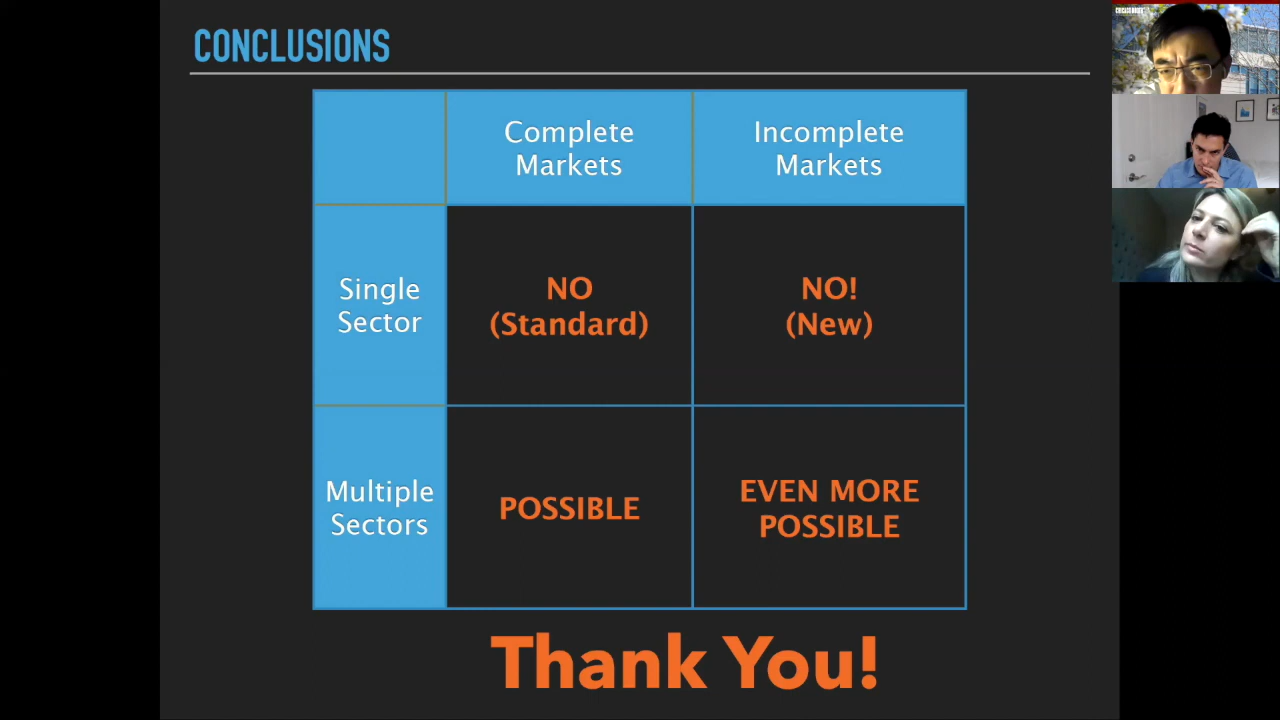 CONCLUSIONS
Complete
Markets
Incomplete
Markets
Single
Sector
NO
(Standard)
NO!
(New)
Multiple
Sectors
POSSIBLE
EVEN MORE
POSSIBLE
Thank You!